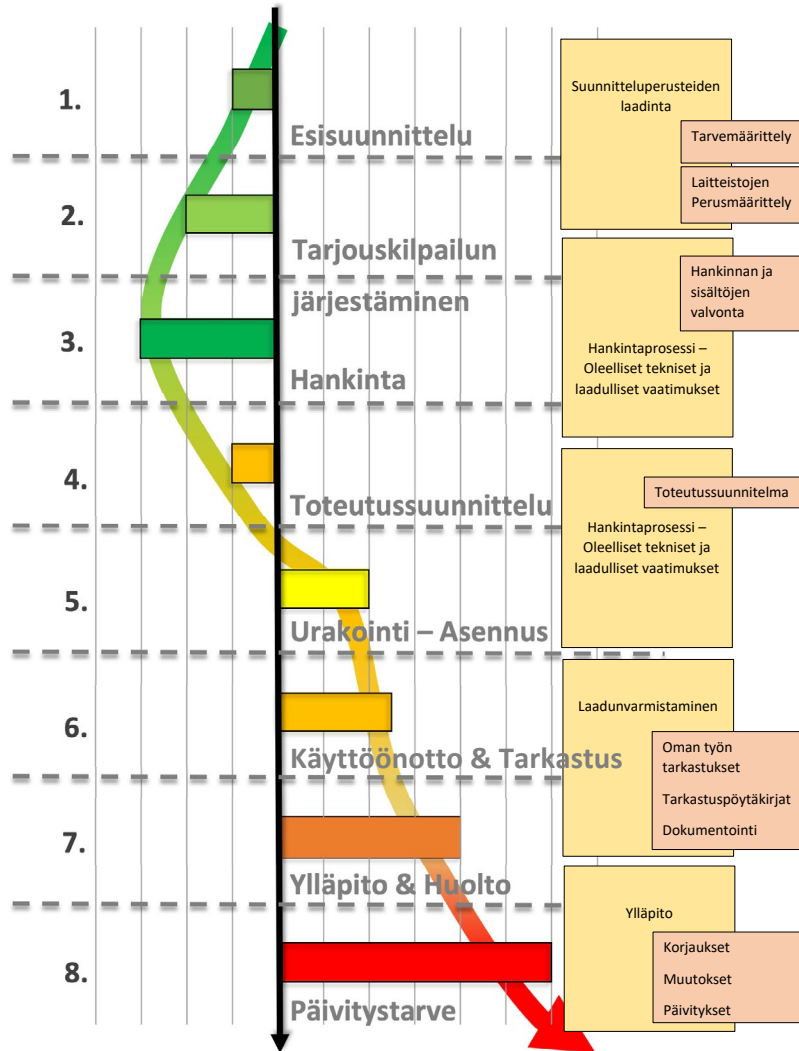 1.
Esisuunnittelu
2.
Tarjouskilpailun
järjestäminen
3.
Hankinta
4.
Toteutussuunnittelu
5.
Urakointi – Asennus
6.
Käyttöönotto & Tarkastus
7.
Ylläpito & Huolto
8.
Päivitystarve
Suunnitteluperusteiden
laadinta
Tarvemäärittely
Laitteistojen
Perusmäärittely
Hankinnan ja
sisältöjen
valvonta
Hankintaprosessi –
Oleelliset tekniset ja
laadulliset vaatimukset
Toteutussuunnitelma
Hankintaprosessi –
Oleelliset tekniset ja
laadulliset vaatimukset
Laadunvarmistaminen
Oman työn
tarkastukset
Tarkastuspöytäkirjat
Dokumentointi
Ylläpito
Korjaukset
Muutokset
Päivitykset